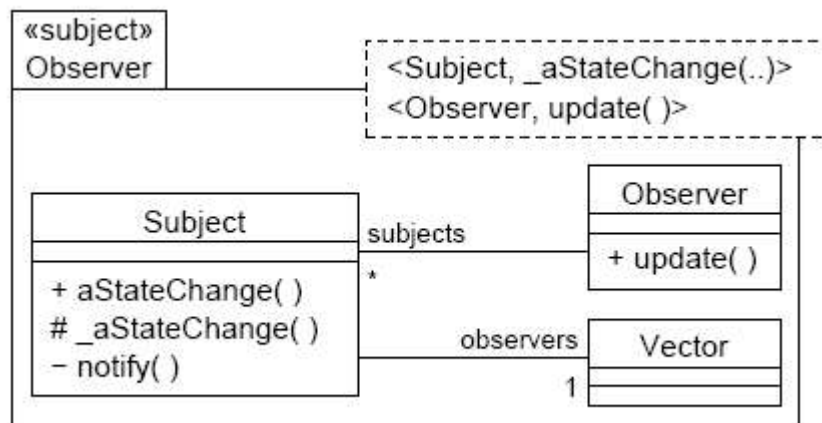 «subject»
Observer
<Subject, _aStateChange(..)>
<Observer, update( )>
Subject
+ aStateChange( )
# _aStateChange( )
− notify( )
subjects
*
Observer
+ update( )
observers
1
Vector